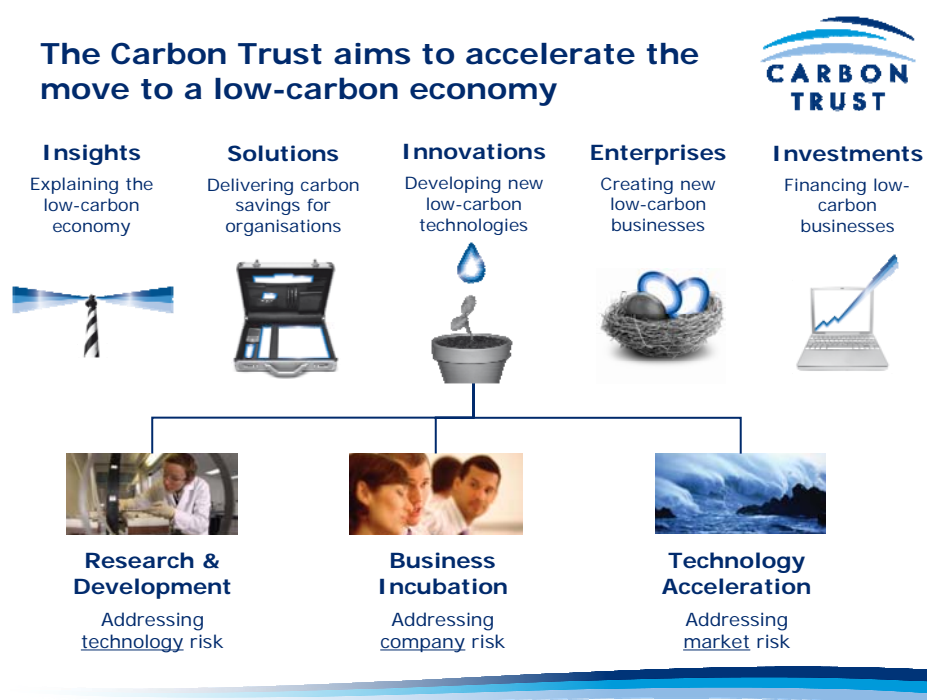 The Carbon Trust aims to accelerate the
move to a low-carbon economy
CARBON
TRUST
Insights
Explaining the
low-carbon
economy
Solutions
Delivering carbon
savings for
organisations
Innovations
Developing new
low-carbon
technologies
Enterprises
Creating new
low-carbon
businesses
Investments
Financing low-
carbon
businesses
Research &
Development
Addressing
technology risk
Business
Incubation
Addressing
company risk
Technology
Acceleration
Addressing
market risk